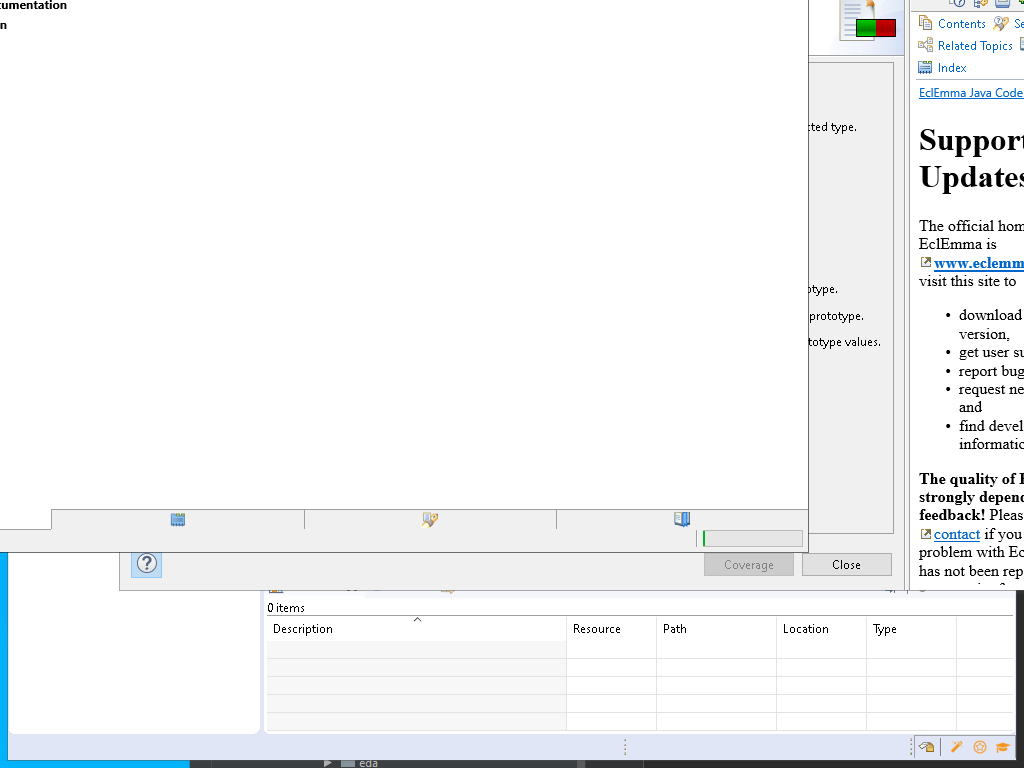 umentation
n
cted type.
otype.
prototype.
totype values.
Coverage
Close
Contents
Se
Related Topics
Index
EclEmma Java Code
Support
Updates
The official hom
EclEmma is
www.eclemm
visit this site to
• download
version,
• get user su
• report bug
• request ne
and
• find devel
informatic
The quality of E
strongly depend
feedback! Pleas
contact if you
problem with Ec
has not been rep
0 items
Description
Resource
Path
Location
Type
eda